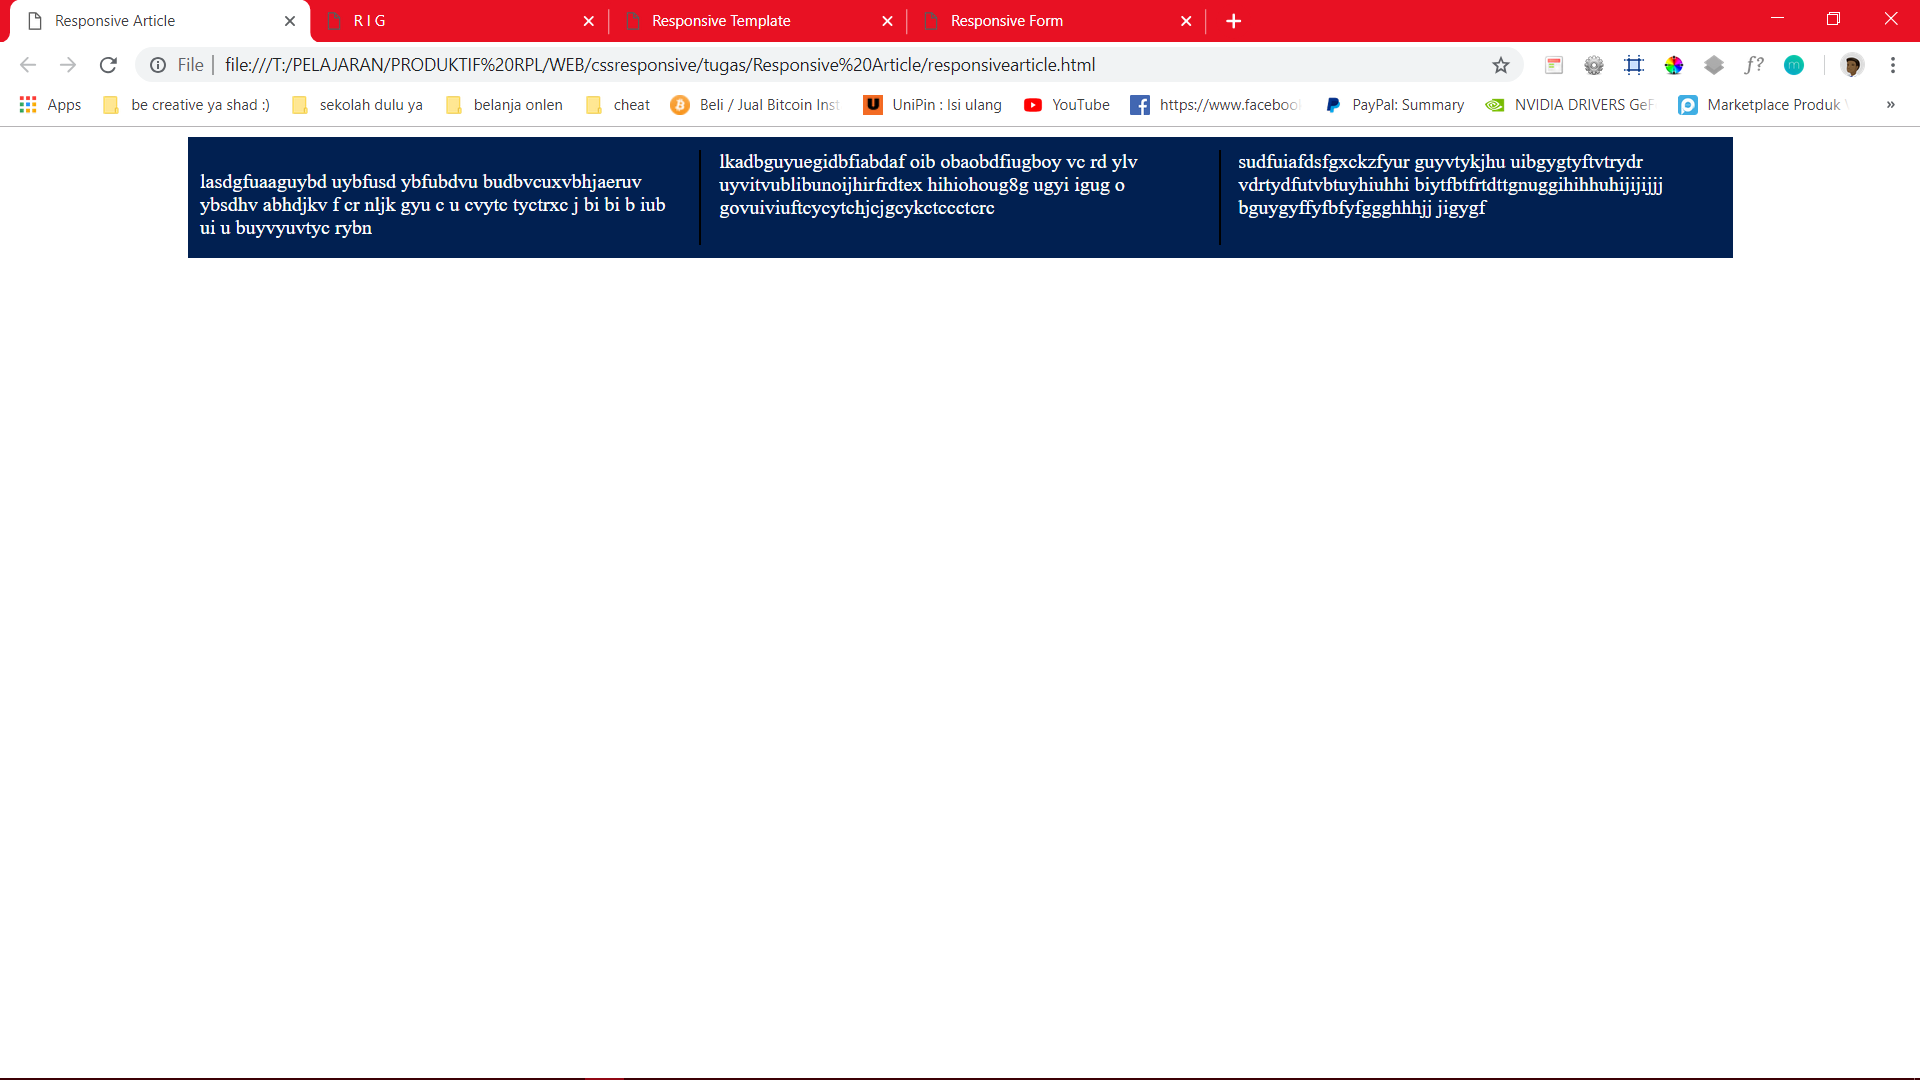 Responsive Article
R I G
Responsive Template
Responsive Form
File
file:///T:/PELAJARAN/PRODUKTIF%20RPL/WEB/cssresponsive/tugas/Responsive%20Article/responsivearticle.html
f?
m
Apps
be creative ya shad :)
sekolah dulu ya
belanja onlen
cheat
Beli / Jual Bitcoin Inst
UniPin : Isi ulang
YouTube
https://www.faceboo
PayPal: Summary
NVIDIA DRIVERS GeF
Marketplace Produk
»
lasdgfuaaguybd uybfusd ybfubdvu budbvcuxvbhjaeruv
ybsdhv abhdjkv f cr nljk gyu c u cvytc tyctrxc j bi bi b iub
ui u buyvyuvtyc rybn
lkadbguyuegidbfiabdaf oib obaobdfiugboy vc rd ylv
uyvitvublibunoijhirfrdtex hihiohoug8g ugyi igug o
govuiviuftcycytchjcjgcykctccctcrc
sudfuiafdsfgxckzfyur guyvtykjhu uibgygtyftvtrydr
vdrtydfutvbtuyhiuhhi biytfbtfrtdttgnuggihihhuhijijijjj
bguygyffyfbfyfggghhhjj jigygf